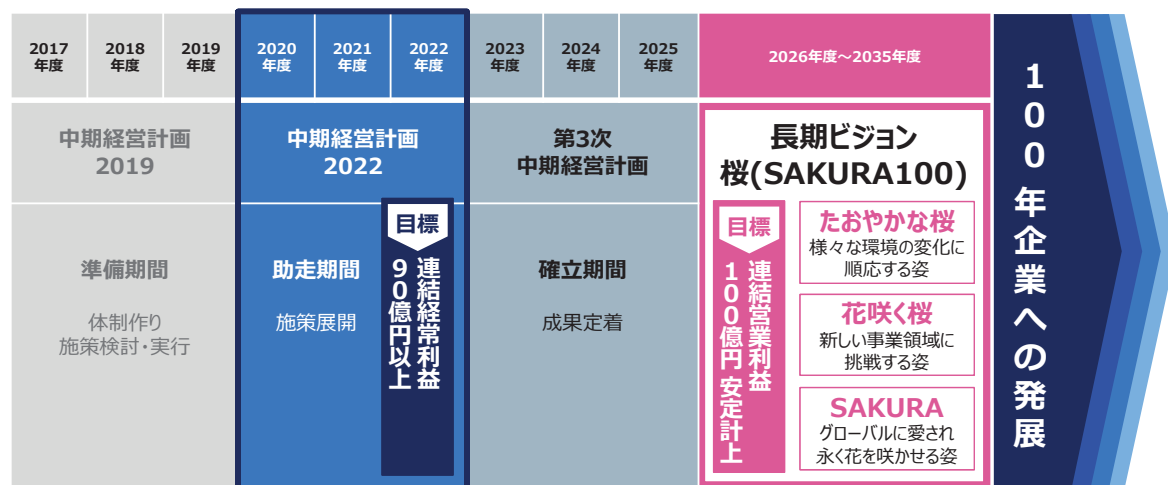 2017
年度
2018
年度
2019
年度
2020
年度
2021
年度
2022
年度
2023
年度
2024
年度
2025
年度
2026年度～2035年度
中期経営計画
2019
中期経営計画
2022
第3次
中期経営計画
長期ビジョン
桜(SAKURA100)
準備期間
体制作り
施策検討・実行
助走期間
施策展開
目標
連結経常利益
90億円以上
確立期間
成果定着
目標
連結営業利益
100億円 安定計上
たおやかな桜
様々な環境の変化に
順応する姿
花咲く桜
新しい事業領域に
挑戦する姿
SAKURA
グローバルに愛され
永く花を咲かせる姿
100年企業への発展